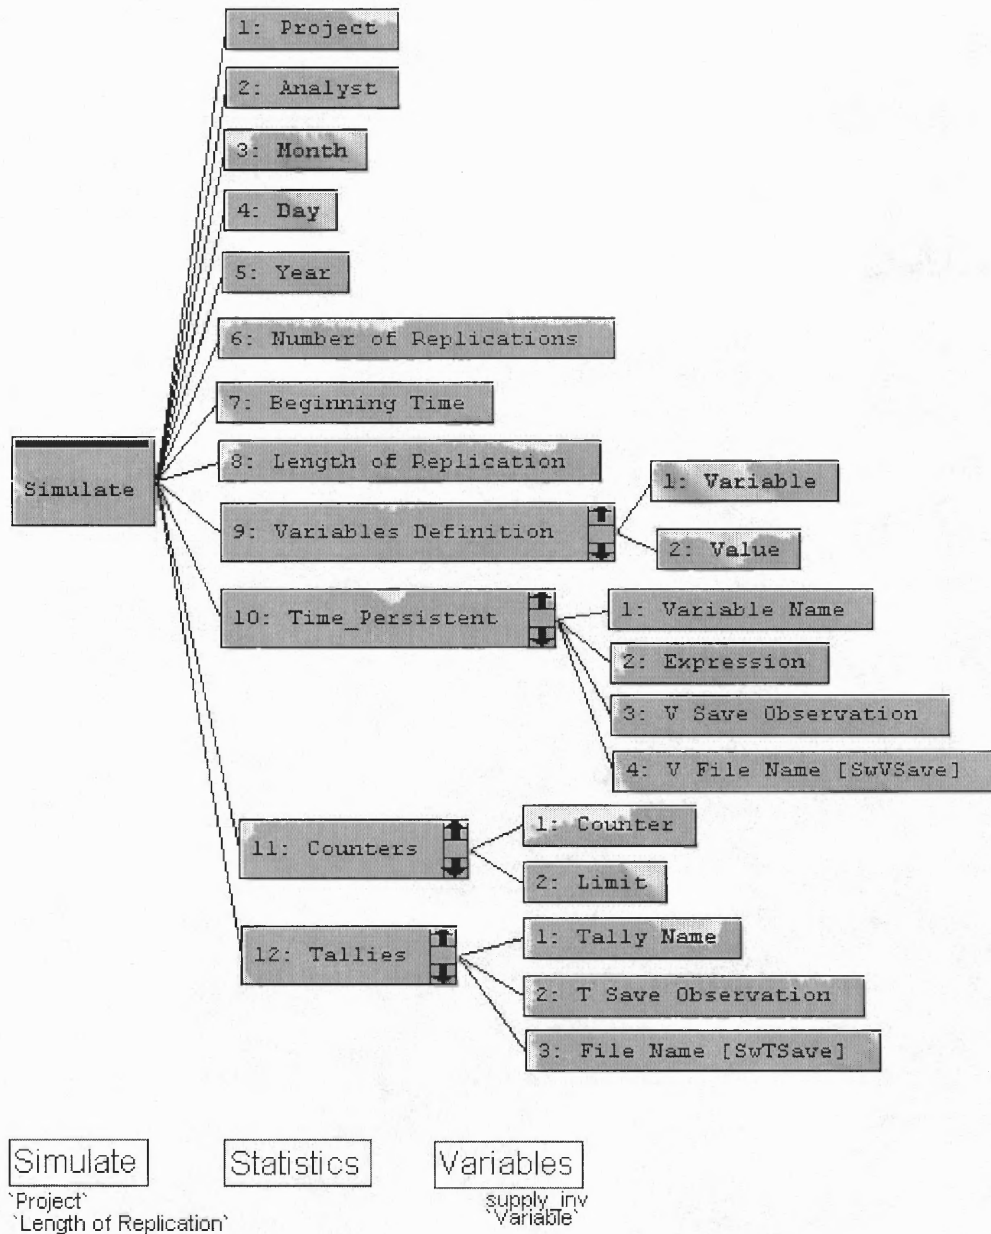 1: Project
2: Analyst
3: Month
4: Day
5: Year
6: Number of Replications
7: Beginning Time
8: Length of Replication
Simulate
9: Variables Definition
1: Variable
2: Value
10: Time_Persistent
1: Variable Name
2: Expression
3: V Save Observation
4: V File Name [SwVSave]
11: Counters
1: Counter
2: Limit
12: Tallies
1: Tally Name
2: T Save Observation
3: File Name [SwTSave]
Simulate
`Project`
`Length of Replication`
Statistics
Variables
supply_inv
`Variable`